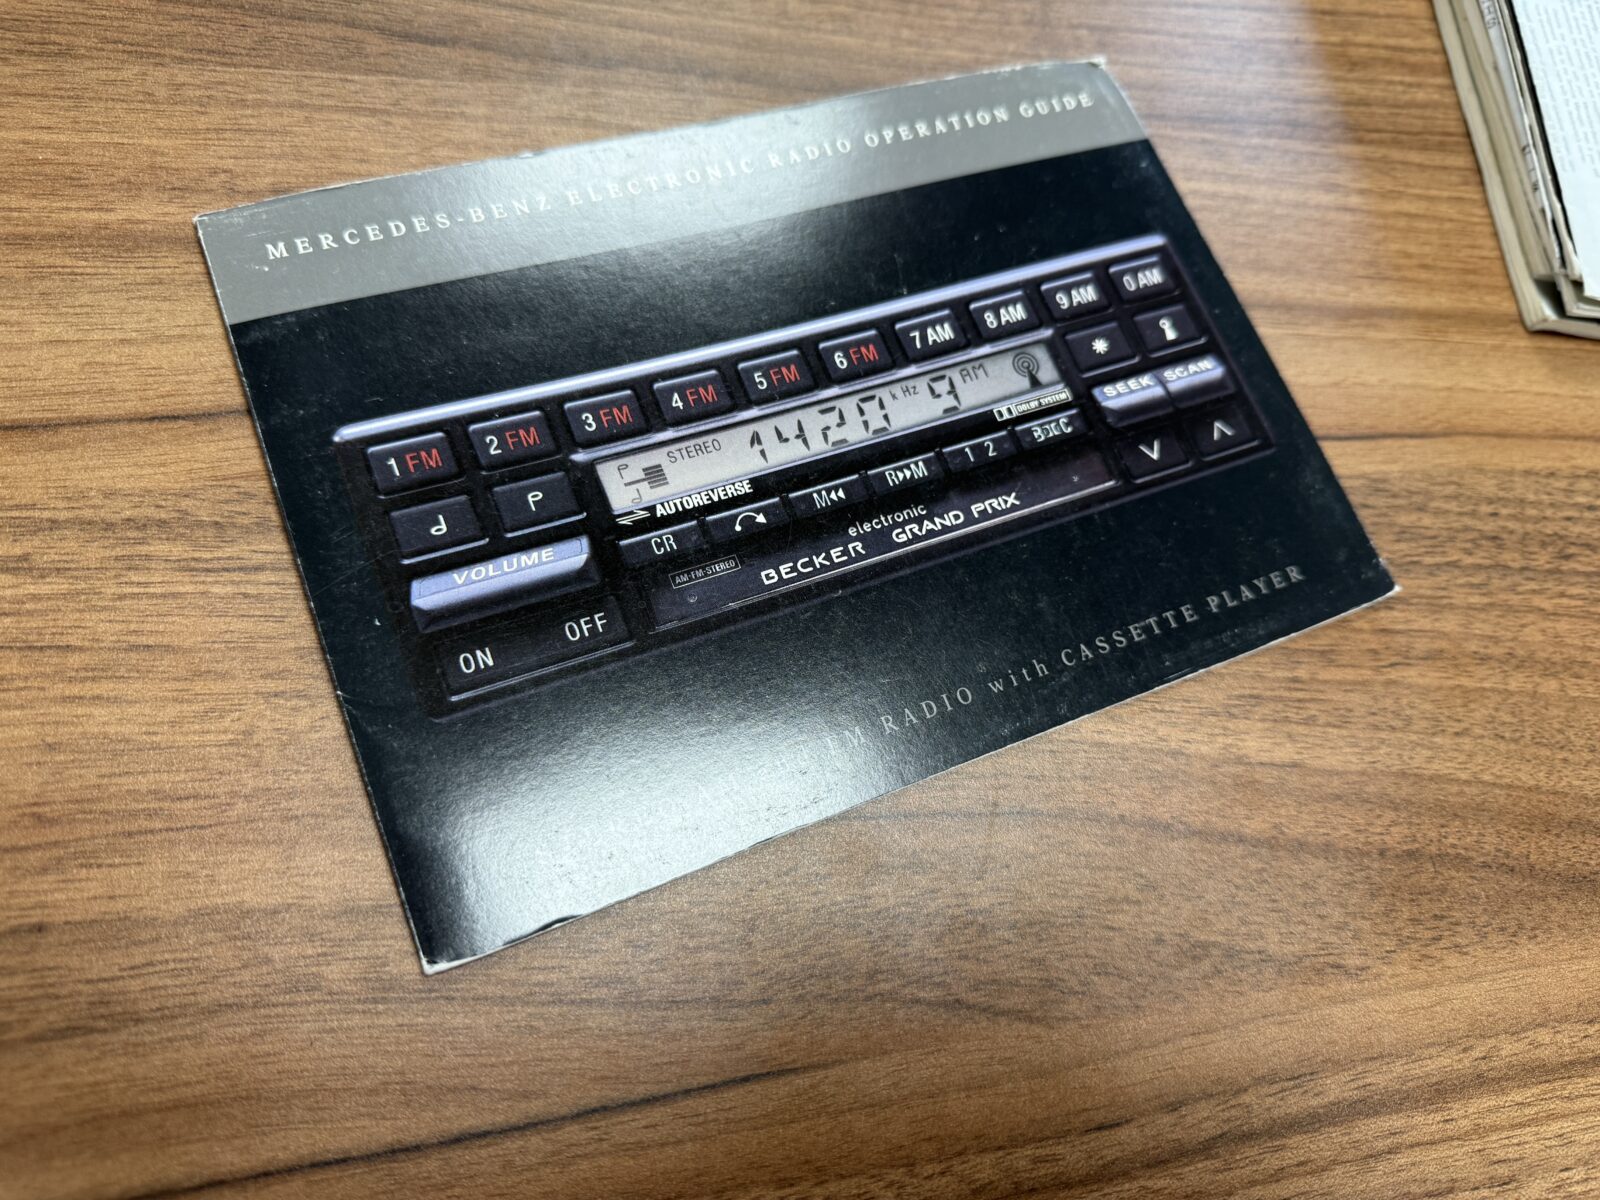 MERCEDES-BENZ ELECTRONIC RADIO OPERATION GUIDE
1 FM 2 FM 3 FM 4 FM 5 FM 6 FM 7 AM 8 AM 9 AM 0 AM
STEREO 1420 kHz 9 AM
DOLBY SYSTEM
SEEK SCAN
AUTOREVERSE
CR M R M 1 2 B C
VOLUME
AM-FM-STEREO
electronic
BECKER GRAND PRIX
ON OFF
FM RADIO with CASSETTE PLAYER